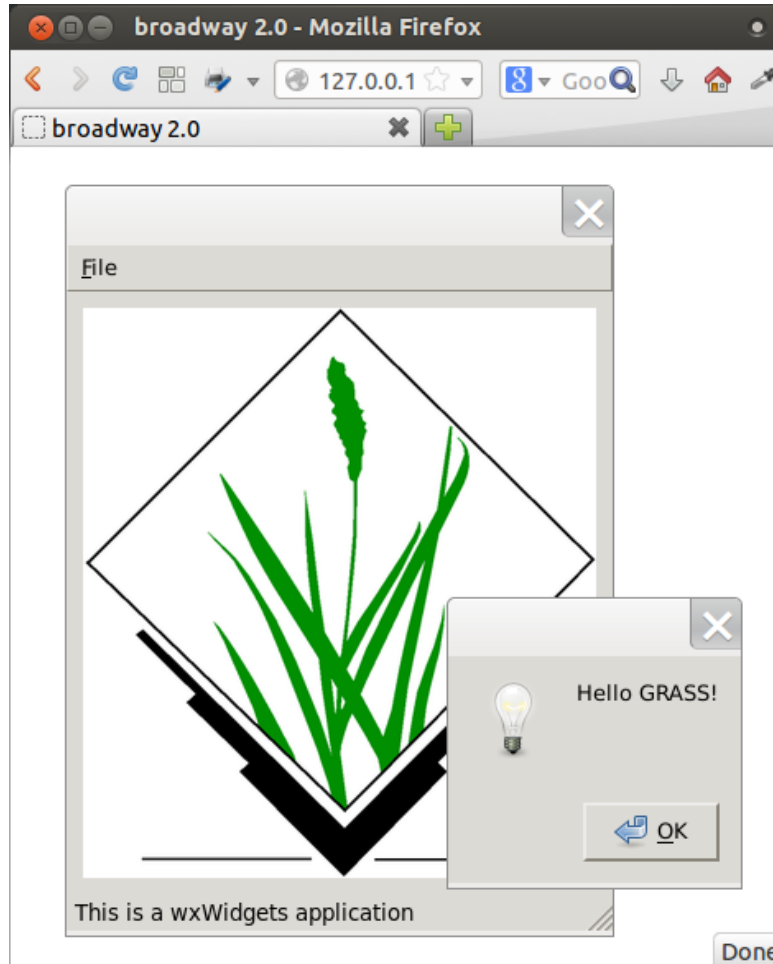 broadway 2.0 - Mozilla Firefox
127.0.0.1
8 Goo
broadway 2.0
File
Hello GRASS!
OK
This is a wxWidgets application
Done